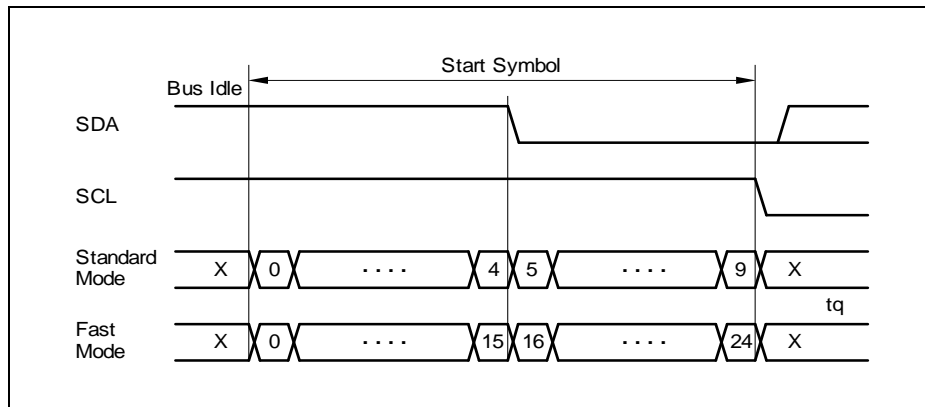 Start Symbol
Bus Idle
SDA
SCL
Standard
Mode
X 0 .... 4 5 .... 9 X
tq
Fast
Mode
X 0 .... 15 16 .... 24 X